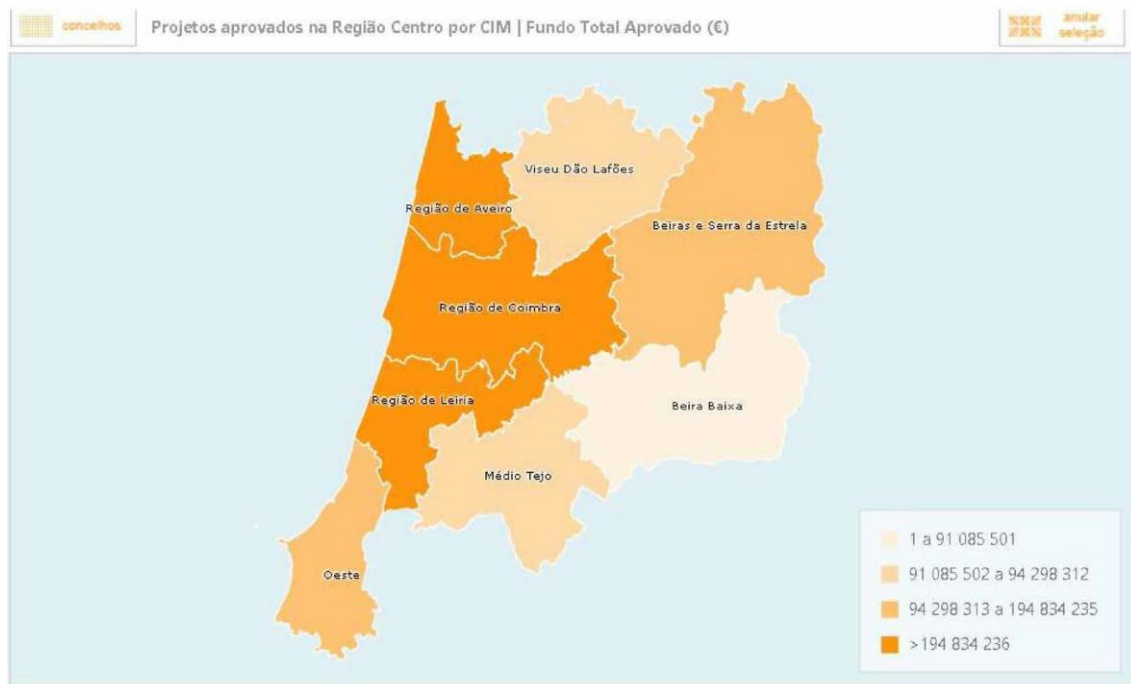 concelhos
Projetos aprovados na Região Centro por CIM | Fundo Total Aprovado (€)
anular
seleção
Viseu Dão Lafões
Região de Aveiro
Beiras e Serra da Estrela
Região de Coimbra
Região de Leiria
Beira Baixa
Médio Tejo
Oeste
1 a 91 085 501
91 085 502 a 94 298 312
94 298 313 a 194 834 235
>194 834 236